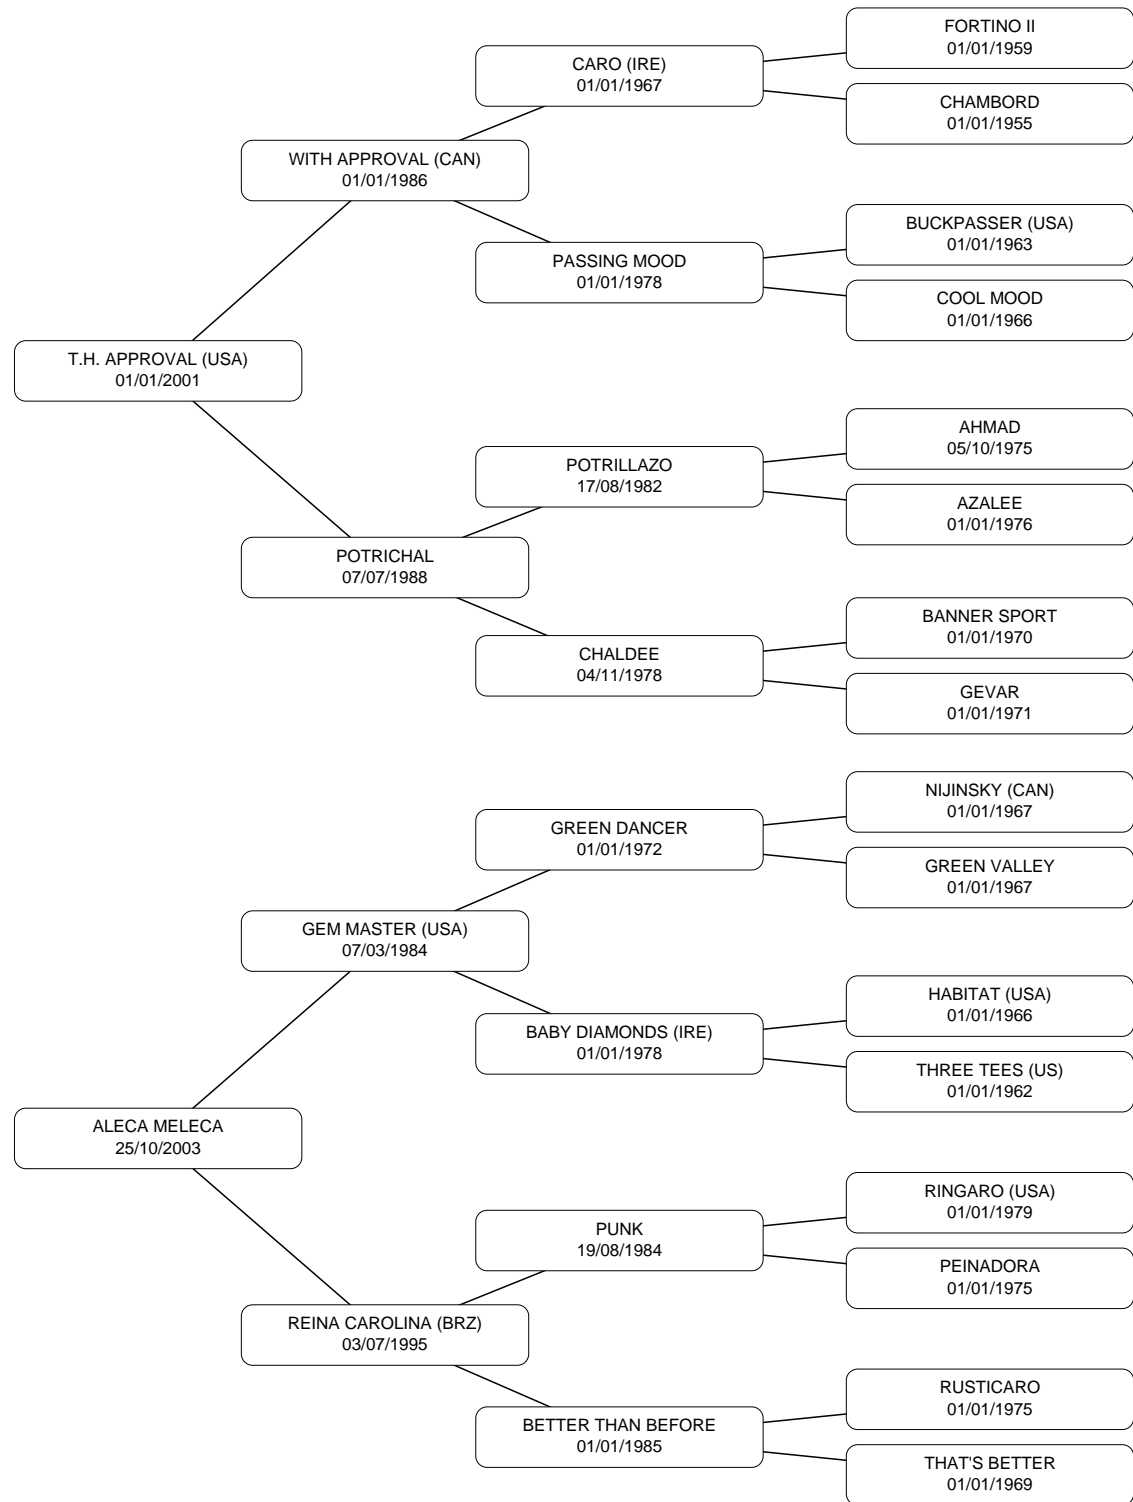 FORTINO II
01/01/1959
CARO (IRE)
01/01/1967
CHAMBORD
01/01/1955
WITH APPROVAL (CAN)
01/01/1986
BUCKPASSER (USA)
01/01/1963
PASSING MOOD
01/01/1978
COOL MOOD
01/01/1966
T.H. APPROVAL (USA)
01/01/2001
AHMAD
05/10/1975
POTRILLAZO
17/08/1982
AZALEE
01/01/1976
POTRICHAL
07/07/1988
BANNER SPORT
01/01/1970
CHALDEE
04/11/1978
GEVAR
01/01/1971
NIJINSKY (CAN)
01/01/1967
GREEN DANCER
01/01/1972
GREEN VALLEY
01/01/1967
GEM MASTER (USA)
07/03/1984
HABITAT (USA)
01/01/1966
BABY DIAMONDS (IRE)
01/01/1978
THREE TEES (US)
01/01/1962
ALECA MELECA
25/10/2003
RINGARO (USA)
01/01/1979
PUNK
19/08/1984
PEINADORA
01/01/1975
REINA CAROLINA (BRZ)
03/07/1995
RUSTICARO
01/01/1975
BETTER THAN BEFORE
01/01/1985
THAT'S BETTER
01/01/1969